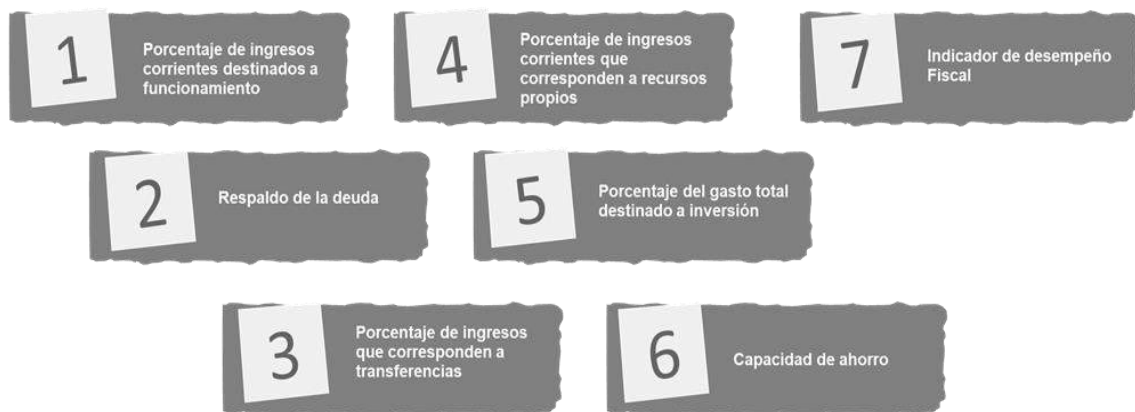 1
Porcentaje de ingresos
corrientes destinados a
funcionamiento
2
Respaldo de la deuda
3
Porcentaje de ingresos
que corresponden a
transferencias
4
Porcentaje de ingresos
corrientes que
corresponden a recursos
propios
5
Porcentaje del gasto total
destinado a inversión
6
Capacidad de ahorro
7
Indicador de desempeño
Fiscal